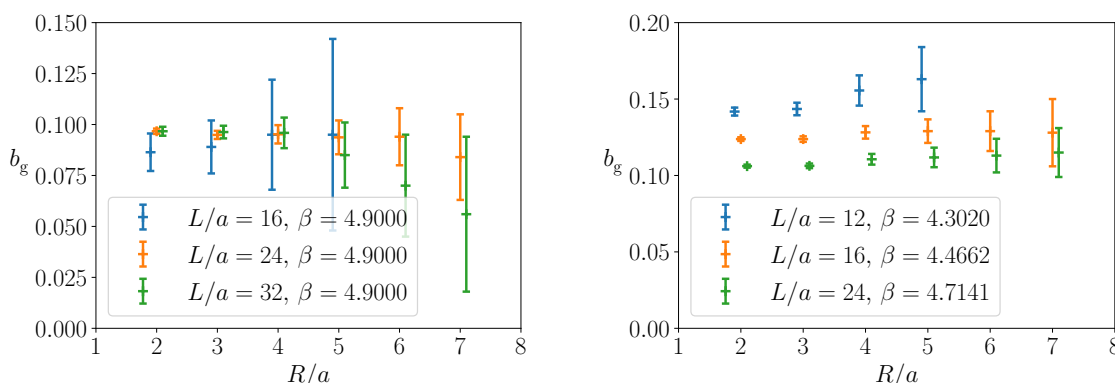 0.150
0.125
0.100
0.075
0.050
0.025
0.000
b_g
L/a = 16, β = 4.9000
L/a = 24, β = 4.9000
L/a = 32, β = 4.9000
1 2 3 4 5 6 7 8
R/a
0.20
0.15
0.10
0.05
0.00
b_g
L/a = 12, β = 4.3020
L/a = 16, β = 4.4662
L/a = 24, β = 4.7141
1 2 3 4 5 6 7 8
R/a